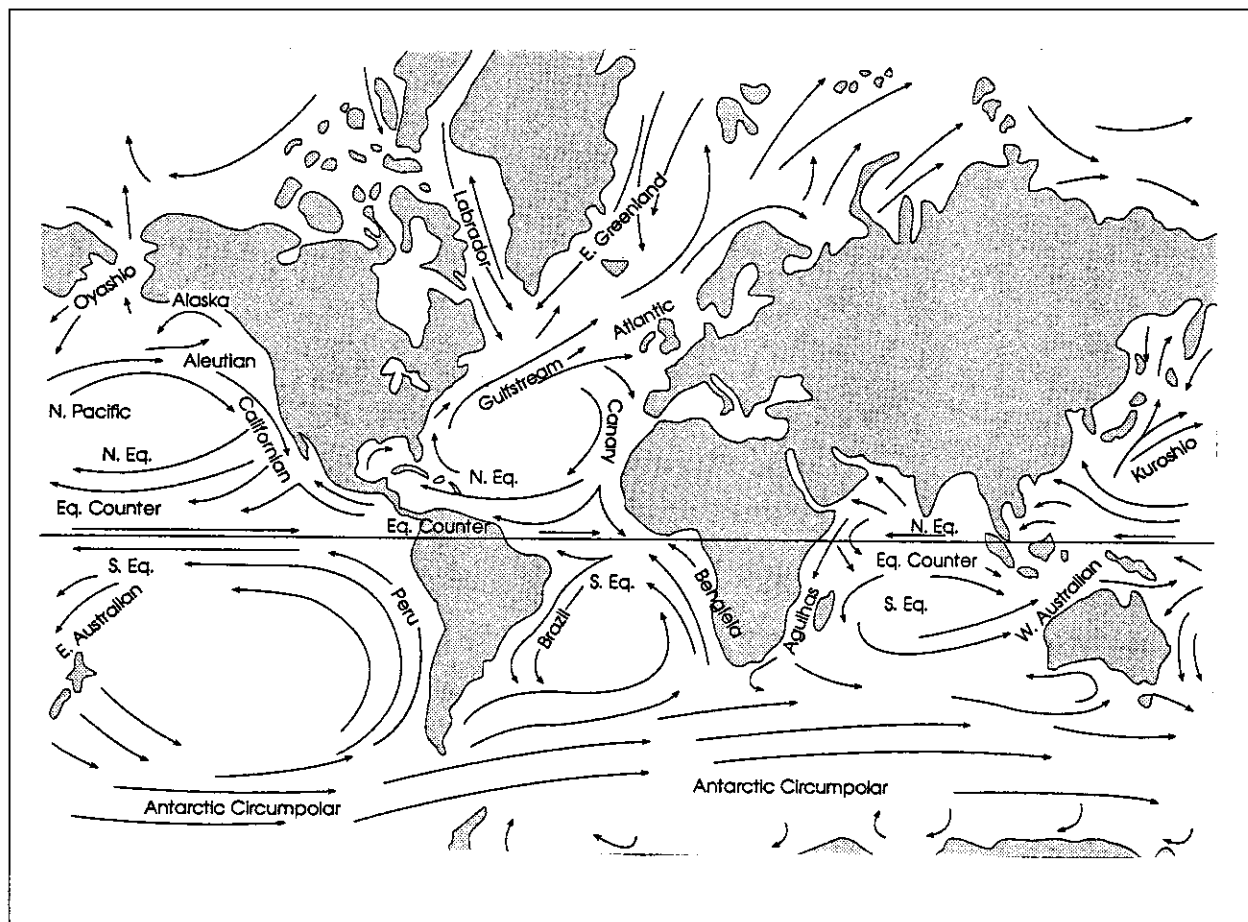 Labrador
E. Greenland
Oyashio
Alaska
Atlantic
Aleutian
Gulfstream
N. Pacific
Californian
Canary
Kuroshio
N. Eq.
N. Eq.
Eq. Counter
Eq. Counter
N. Eq.
S. Eq.
Eq. Counter
S. Eq.
E. Australian
Peru
Brazil
Benglela
Agulhas
S. Eq.
W. Australian
Antarctic Circumpolar
Antarctic Circumpolar